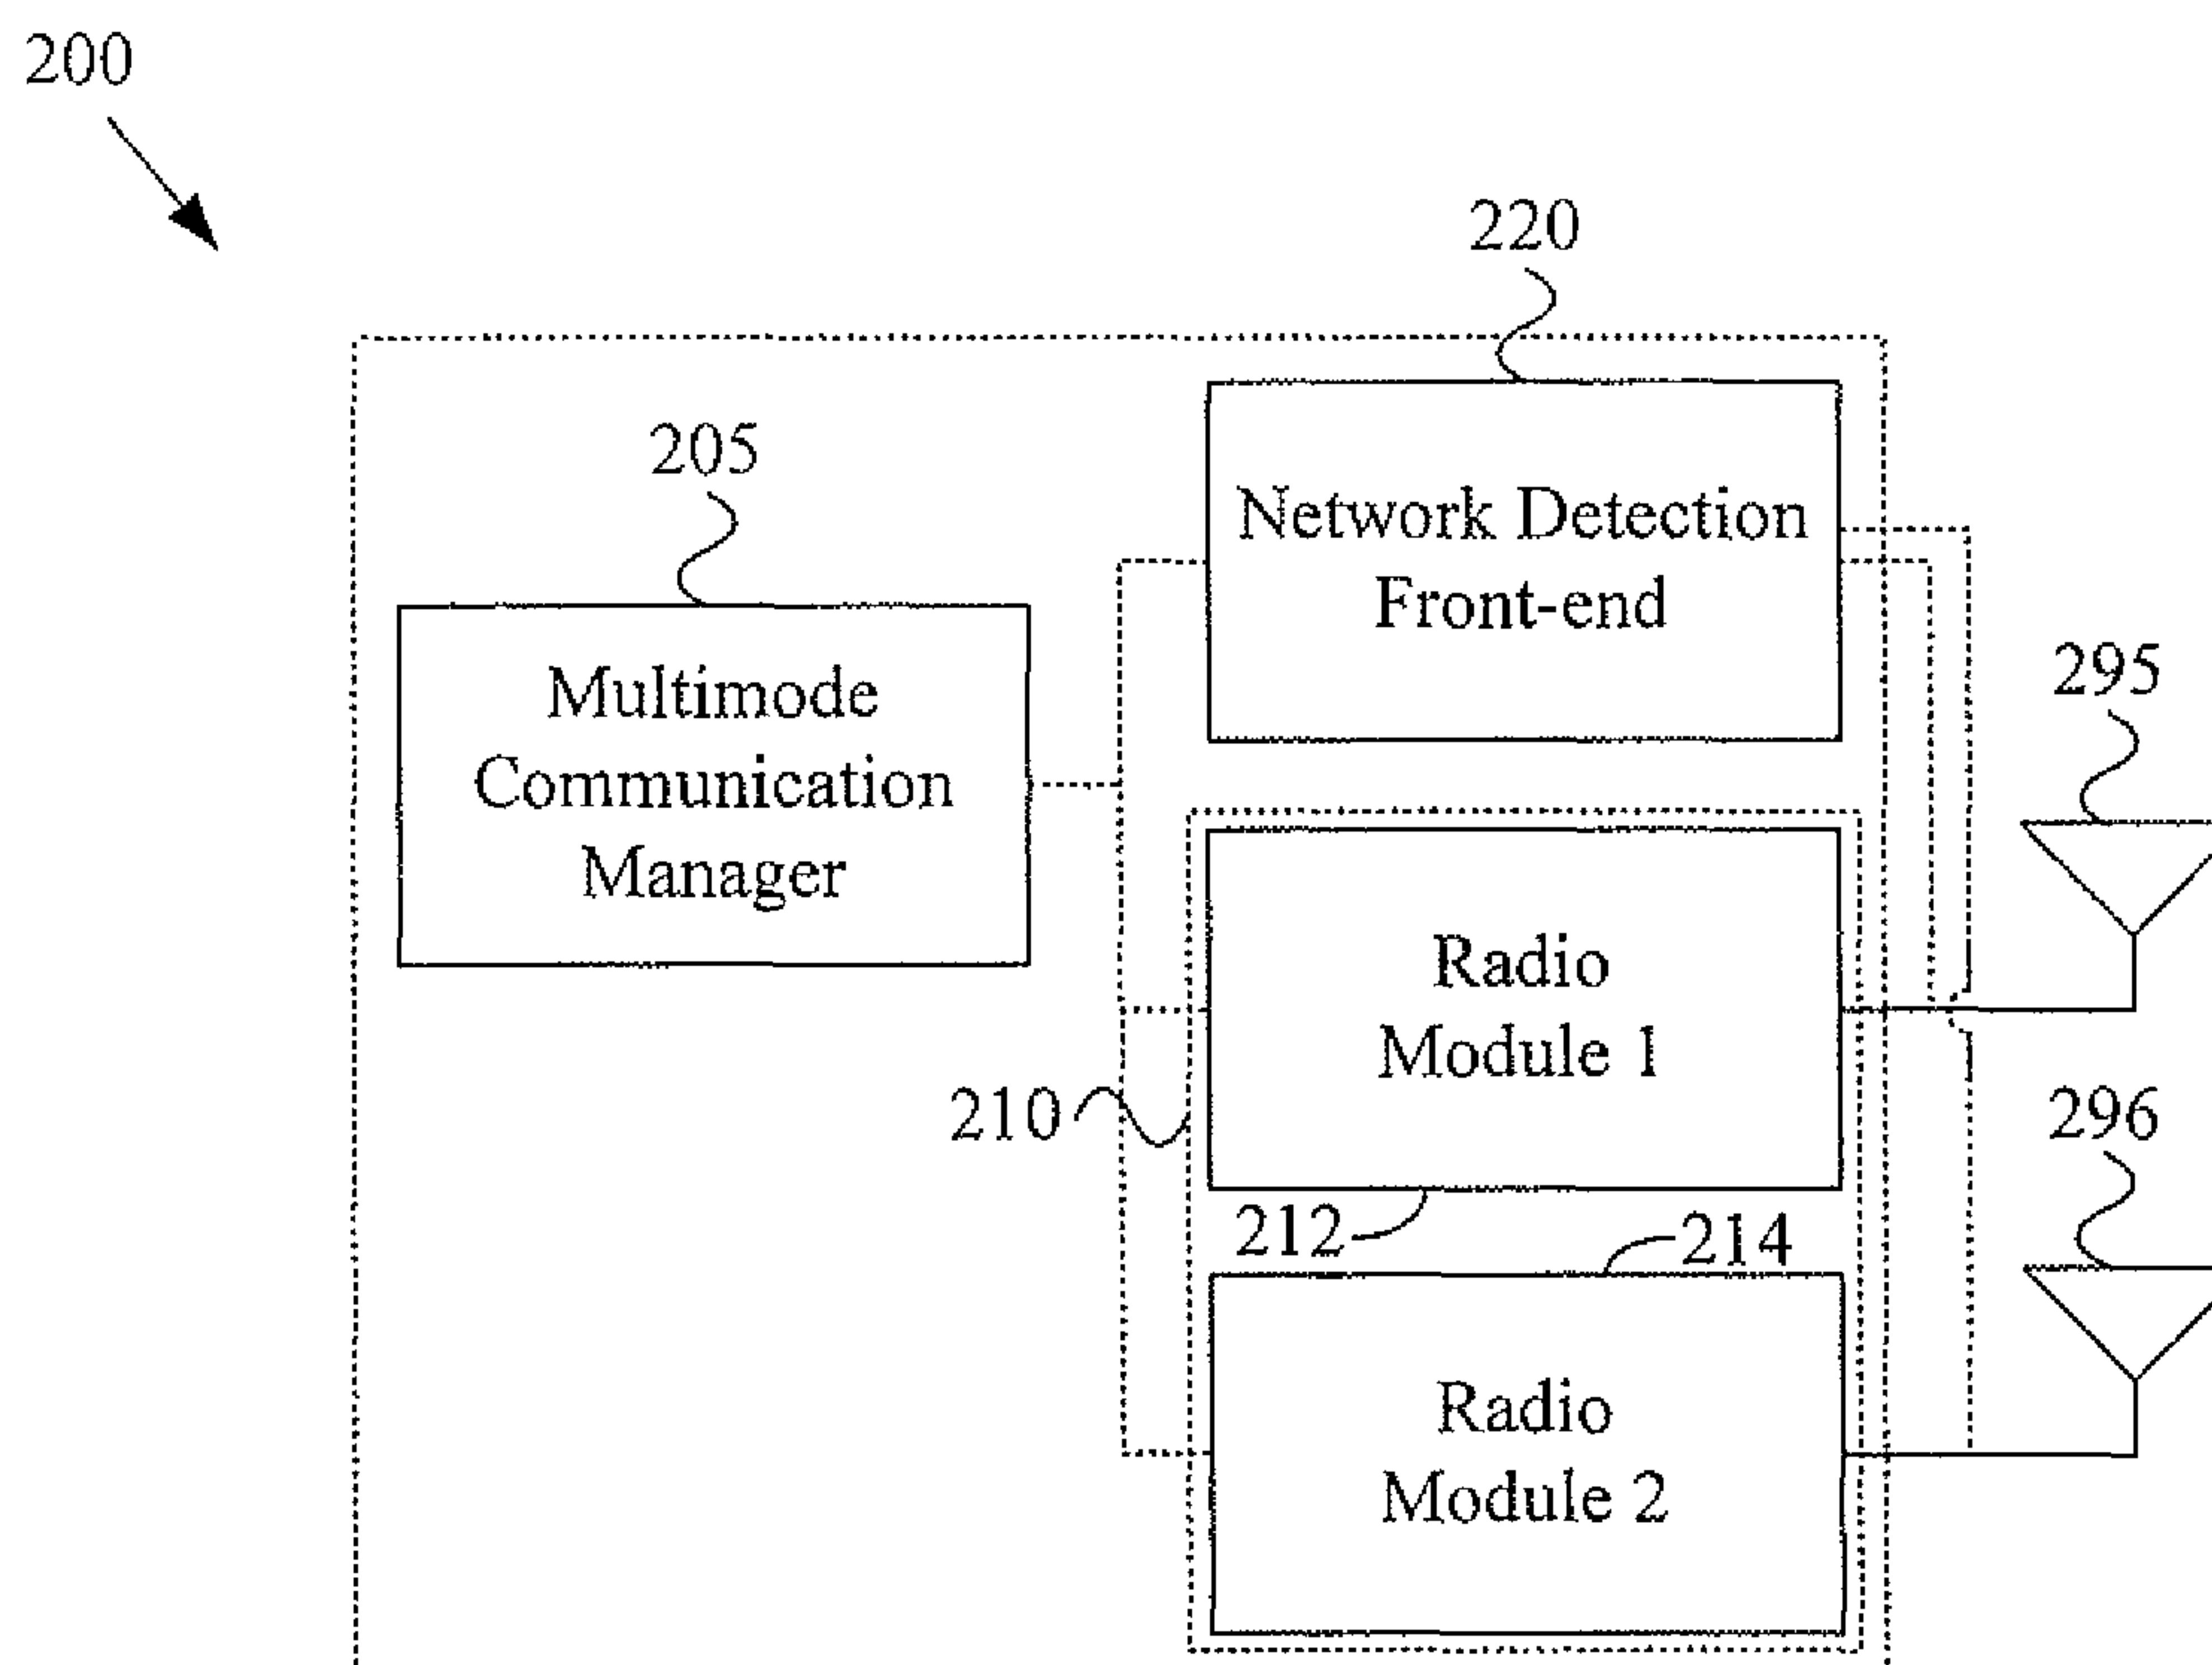 200
220
205
Network Detection
Front-end
295
Multimode
Communication
Manager
Radio
Module 1
210
296
212
214
Radio
Module 2